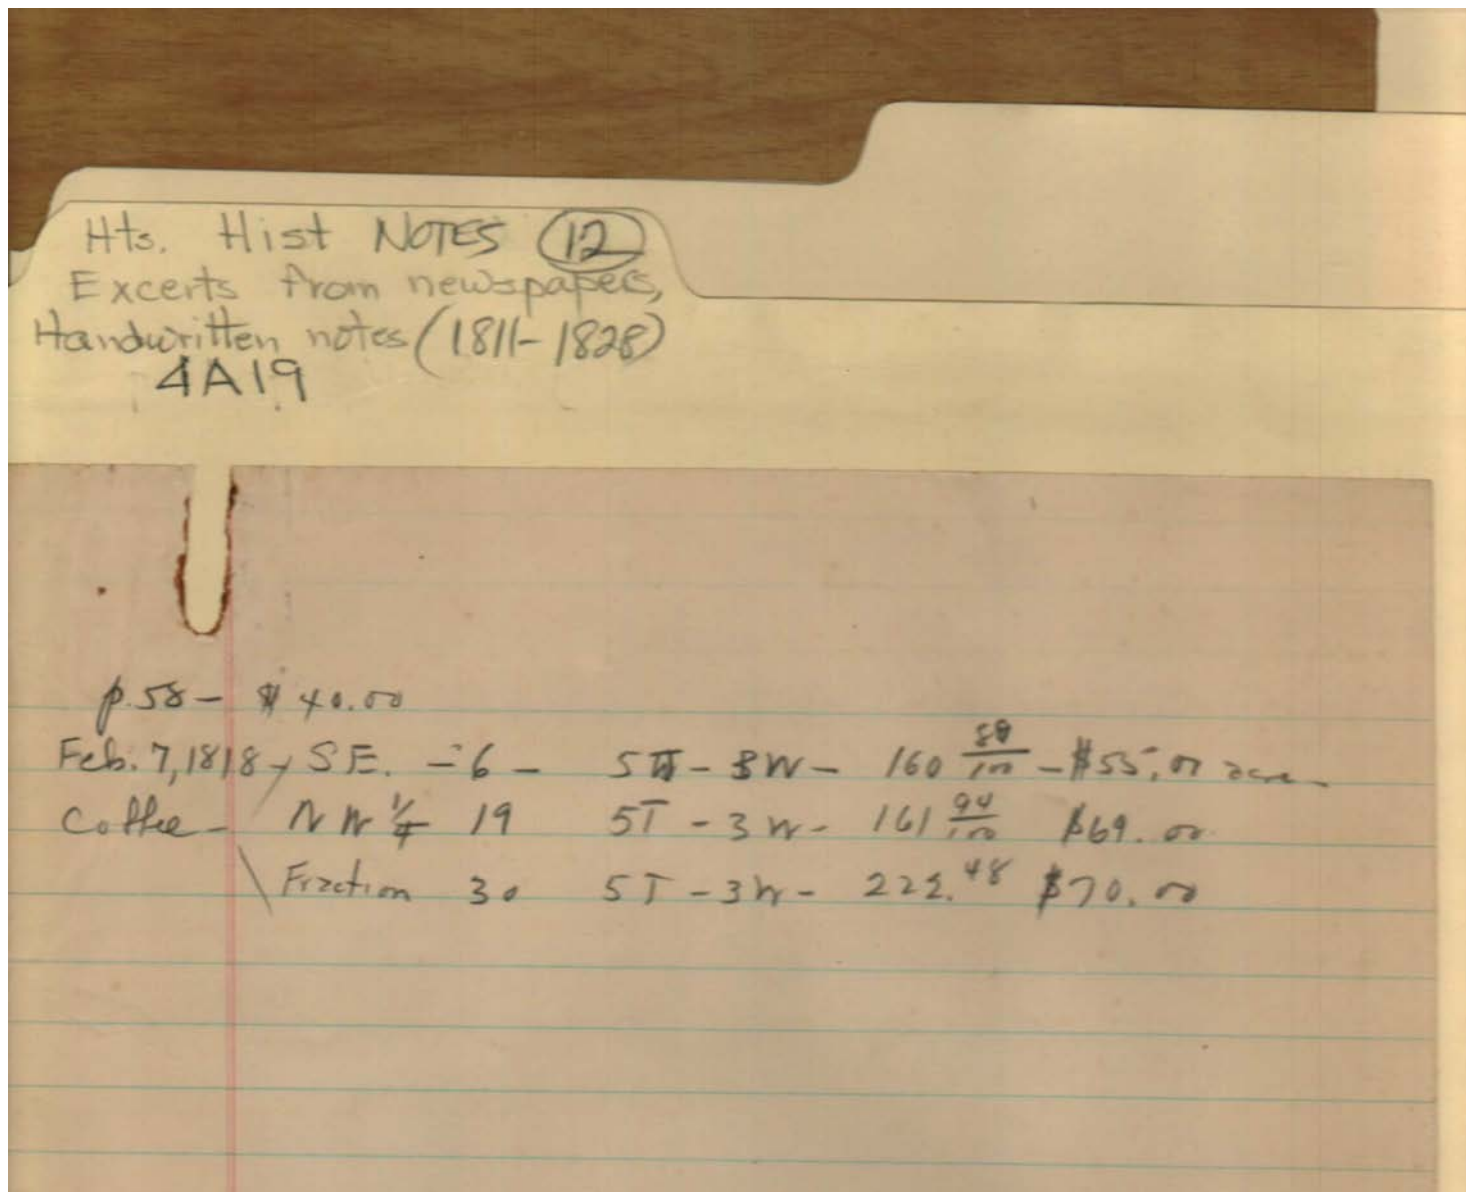 Hts. Hist NOTES 12
Excerts from newspapers,
Handwritten notes (1811-1828)
4A19
p.58 - $40.00
Feb. 7, 1818 S.E. - 6 - 5T - 3W - 160 /100 - $55.00 acre
Coffee - NW 1/4 19 5T - 3W - 161 94/100 $69.00
Fraction 30 5T - 3W - 222.48 $70.00